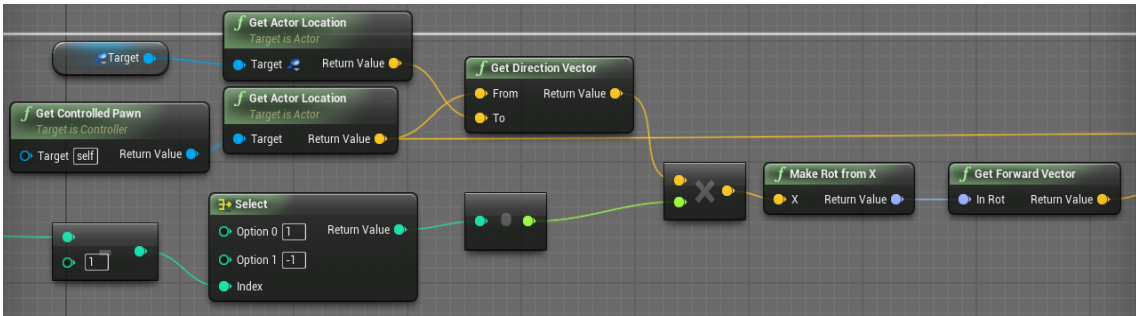 Target
f Get Actor Location
Target is Actor
Target Return Value
f Get Controlled Pawn
Target is Controller
Target self Return Value
f Get Actor Location
Target is Actor
Target Return Value
f Get Direction Vector
From Return Value
To
1
Select
Option 0 1 Return Value
Option 1 -1
Index
f Make Rot from X
X Return Value
f Get Forward Vector
In Rot Return Value